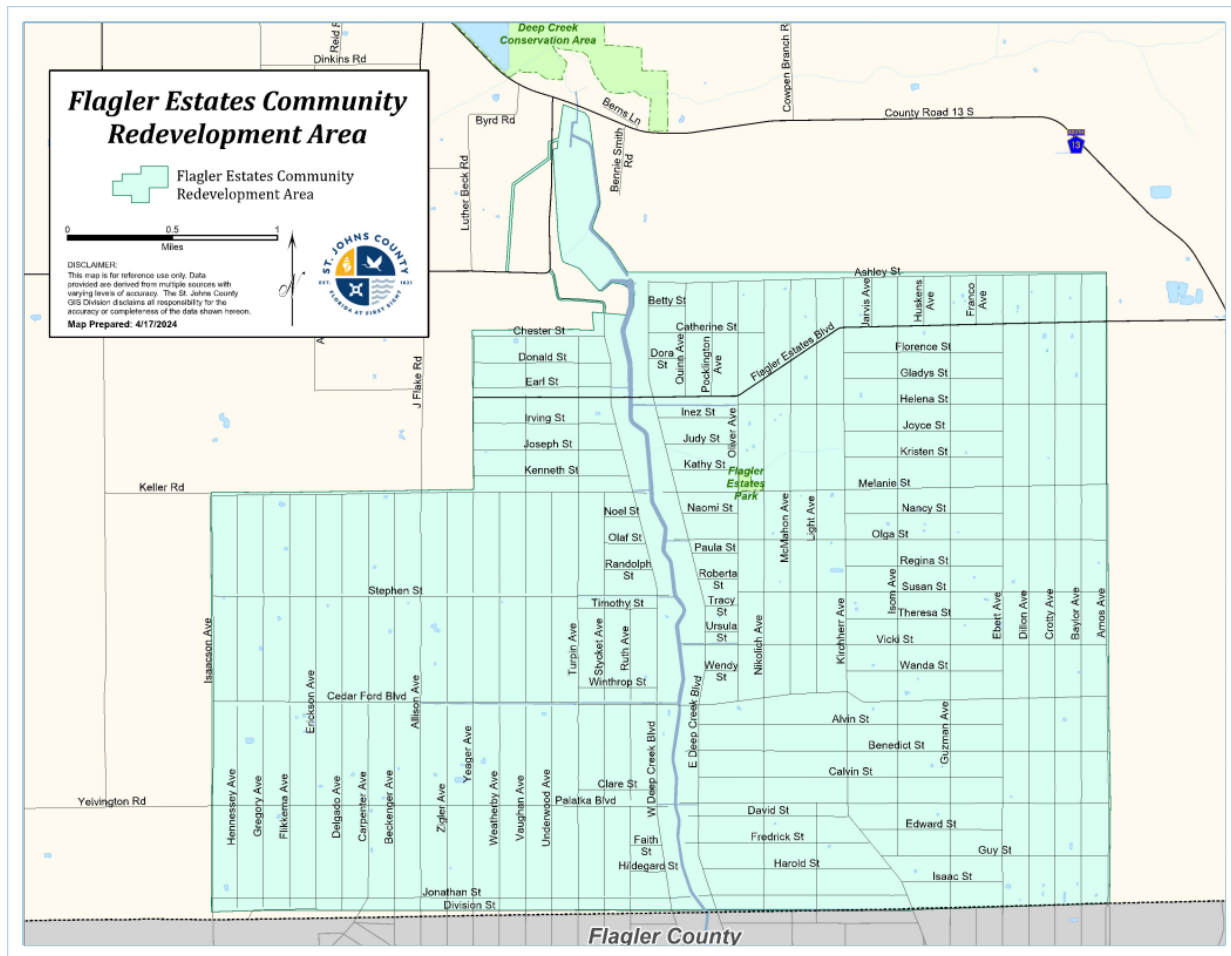 Deep Creek
Conservation Area
Reid R
Dinkins Rd
Cowpen Branch R
Flagler Estates Community
Redevelopment Area
Flagler Estates Community
Redevelopment Area
0 0.5 1
Miles
DISCLAIMER:
This map is for reference use only. Data
provided are derived from multiple sources with
varying levels of accuracy. The St. Johns County
GIS Division disclaims all responsibility for the
accuracy or completeness of the data shown hereon.
Map Prepared: 4/17/2024
N
ST. JOHNS COUNTY
EST. 1821
FLORIDA AT FIRST SIGHT
Byrd Rd
Berns Ln
County Road 13 S
13
Bennie Smith
Rd
Luther Beck Rd
Ashley St
Betty St
Jarvis Ave
Huskens
Ave
Franco
Ave
Chester St
Catherine St
Flagler Estates Blvd
Donald St
Dora
St
Quinn Ave
Pocklington
Ave
Florence St
Earl St
Gladys St
J Flake Rd
Helena St
Irving St
Inez St
Oliver Ave
Joyce St
Joseph St
Judy St
Kristen St
Kenneth St
Kathy St
Flagler
Estates
Park
Keller Rd
Melanie St
Noel St
Naomi St
McMahon Ave
Light Ave
Nancy St
Olaf St
Olga St
Paula St
Randolph
St
Roberta
St
Regina St
Stephen St
Isom Ave
Susan St
Timothy St
Tracy
St
Theresa St
Ebert Ave
Dillon Ave
Crotty Ave
Baylor Ave
Amos Ave
Isaacson Ave
Turpin Ave
Stycket Ave
Ruth Ave
Ursula
St
Nikolich Ave
Kirchherr Ave
Vicki St
Wendy
St
Wanda St
Winthrop St
Erickson Ave
Cedar Ford Blvd
Allison Ave
E Deep Creek Blvd
Alvin St
Guzman Ave
Benedict St
Yeager Ave
W Deep Creek Blvd
Calvin St
Hennessey Ave
Gregory Ave
Flikkema Ave
Delgado Ave
Carpenter Ave
Beckenger Ave
Zigler Ave
Weatherby Ave
Vaughan Ave
Underwood Ave
Clare St
Yelvington Rd
Palatka Blvd
David St
Edward St
Faith
St
Fredrick St
Guy St
Hildegard St
Harold St
Isaac St
Jonathan St
Division St
Flagler County